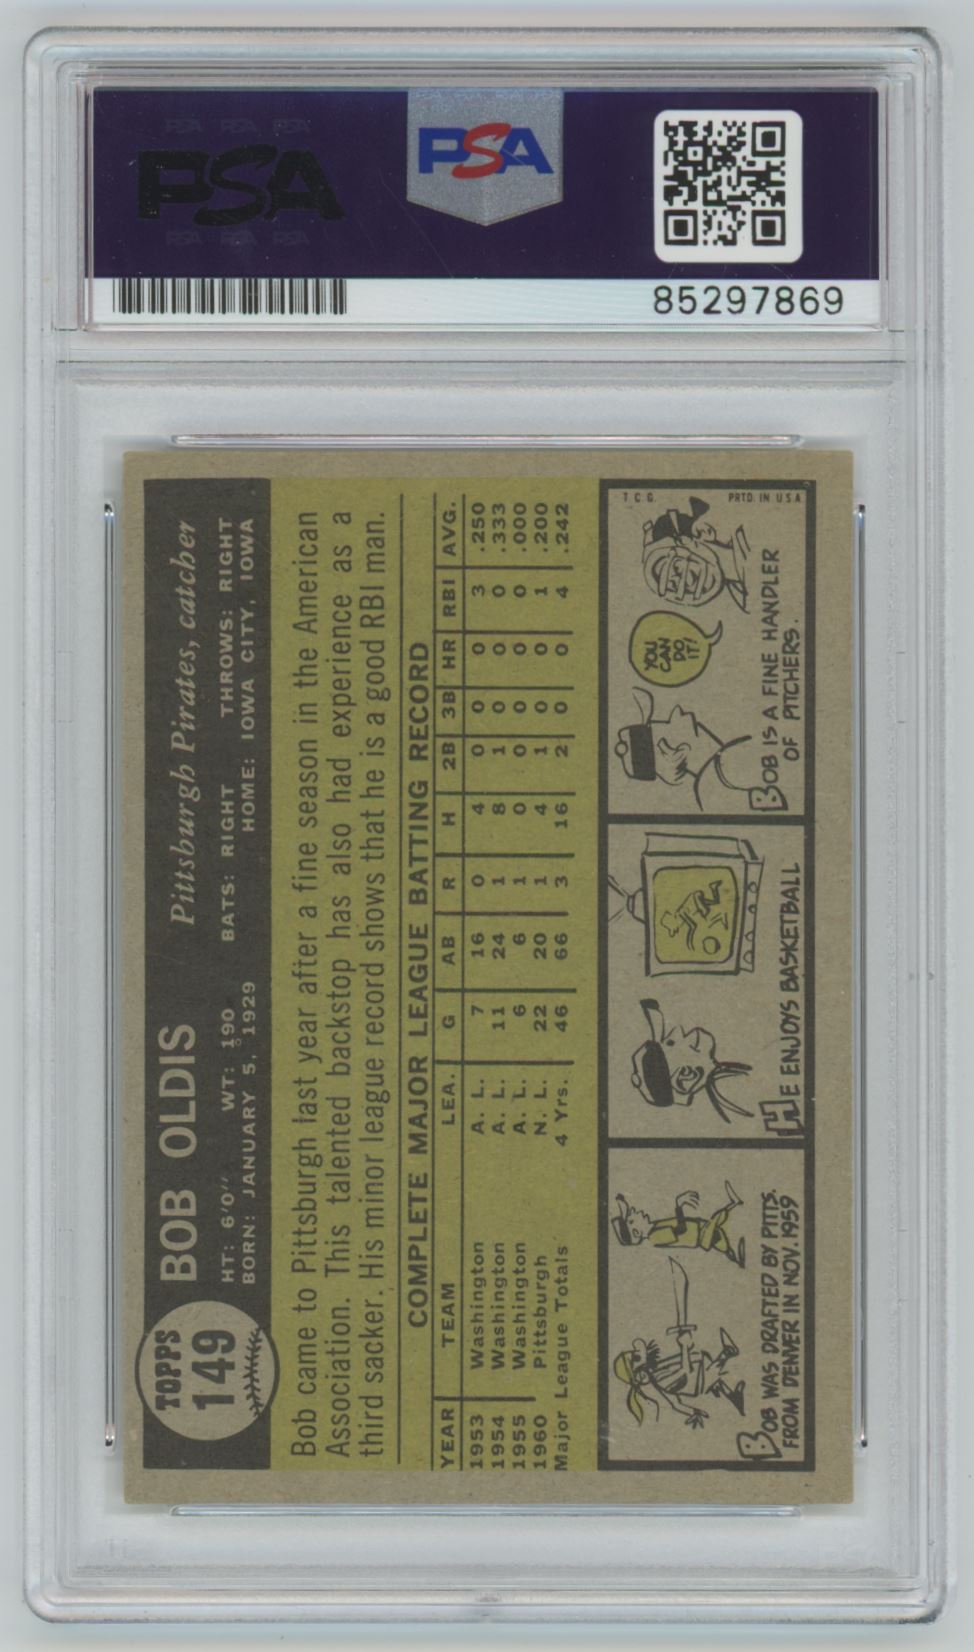 PSA PSA PSA
PSA
PSA PSA PSA
PSA
85297869
TOPPS
149
BOB OLDIS
Pittsburgh Pirates, catcher
HT: 6'0" WT: 190 BATS: RIGHT THROWS: RIGHT
BORN: JANUARY 5, 1929 HOME: IOWA CITY, IOWA
Bob came to Pittsburgh last year after a fine season in the American
Association. This talented backstop has also had experience as a
third sacker. His minor league record shows that he is a good RBI man.
COMPLETE MAJOR LEAGUE BATTING RECORD
YEAR TEAM LEA. G AB R H 2B 3B HR RBI AVG.
1953 Washington A. L. 7 16 0 4 0 0 0 3 .250
1954 Washington A. L. 11 24 1 8 1 0 0 0 .333
1955 Washington A. L. 6 6 1 0 0 0 0 0 .000
1960 Pittsburgh N. L. 22 20 1 4 1 0 0 1 .200
Major League Totals 4 Yrs. 46 66 3 16 2 0 0 4 .242
BOB WAS DRAFTED BY PITTS.
FROM DENVER IN NOV. 1959
HE ENJOYS BASKETBALL
T.C.G. PRTD. IN U.S.A.
YOU
CAN
DO
IT!
BOB IS A FINE HANDLER
OF PITCHERS.